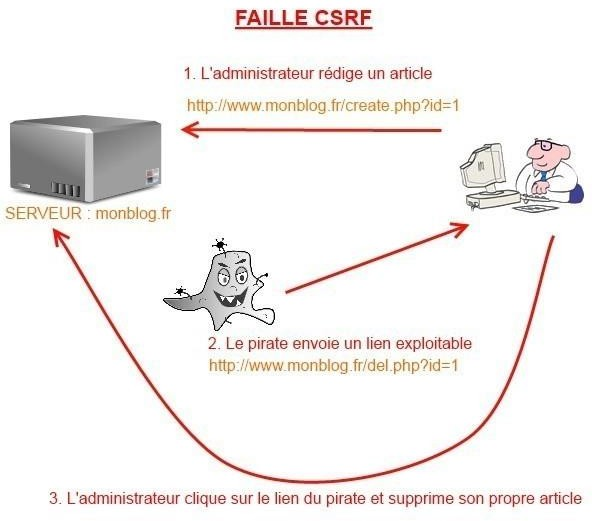 FAILLE CSRF
1. L'administrateur rédige un article
http://www.monblog.fr/create.php?id=1
SERVEUR : monblog.fr
2. Le pirate envoie un lien exploitable
http://www.monblog.fr/del.php?id=1
3. L'administrateur clique sur le lien du pirate et supprime son propre article